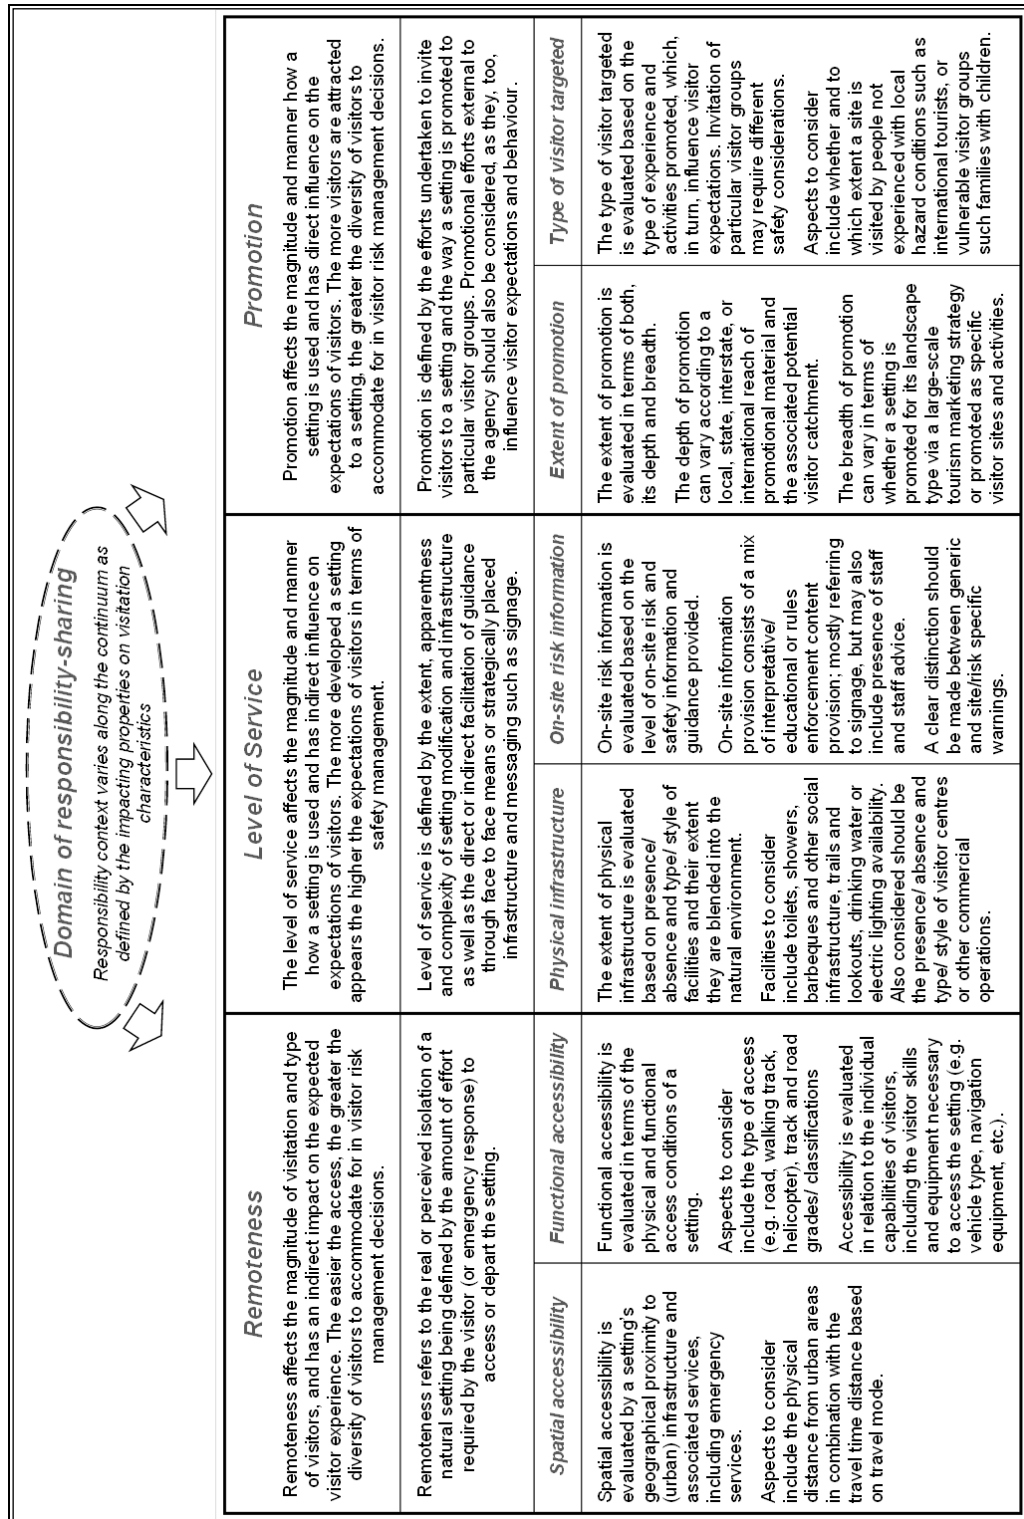 Domain of responsibility-sharing
Responsibility context varies along the continuum as
defined by the impacting properties on visitation
characteristics
Remoteness
Remoteness affects the magnitude of visitation and type
of visitors, and has an indirect impact on the expected
visitor experience. The easier the access, the greater the
diversity of visitors to accommodate for in visitor risk
management decisions.
Remoteness refers to the real or perceived isolation of a
natural setting being defined by the amount of effort
required by the visitor (or emergency response) to
access or depart the setting.
Spatial accessibility
Spatial accessibility is
evaluated by a setting's
geographical proximity to
(urban) infrastructure and
associated services,
including emergency
services.
Aspects to consider
include the physical
distance from urban areas
in combination with the
travel time distance based
on travel mode.
Functional accessibility
Functional accessibility is
evaluated in terms of the
physical and functional
access conditions of a
setting.
Aspects to consider
include the type of access
(e.g. road, walking track,
helicopter), track and road
grades/ classifications
Accessibility is evaluated
in relation to the individual
capabilities of visitors,
including the visitor skills
and equipment necessary
to access the setting (e.g.
vehicle type, navigation
equipment, etc.).
Level of Service
The level of service affects the magnitude and manner
how a setting is used and has indirect influence on
expectations of visitors. The more developed a setting
appears the higher the expectations of visitors in terms of
safety management.
Level of service is defined by the extent, apparentness
and complexity of setting modification and infrastructure
as well as the direct or indirect facilitation of guidance
through face to face means or strategically placed
infrastructure and messaging such as signage.
Physical infrastructure
The extent of physical
infrastructure is evaluated
based on presence/
absence and type/ style of
facilities and their extent
they are blended into the
natural environment.
Facilities to consider
include toilets, showers,
barbeques and other social
infrastructure, trails and
lookouts, drinking water or
electric lighting availability.
Also considered should be
the presence/ absence and
type/ style of visitor centres
or other commercial
operations.
On-site risk information
On-site risk information is
evaluated based on the
level of on-site risk and
safety information and
guidance provided.
On-site information
provision consists of a mix
of interpretative/
educational or rules
enforcement content
provision; mostly referring
to signage, but may also
include presence of staff
and staff advice.
A clear distinction should
be made between generic
and site/risk specific
warnings.
Promotion
Promotion affects the magnitude and manner how a
setting is used and has direct influence on the
expectations of visitors. The more visitors are attracted
to a setting, the greater the diversity of visitors to
accommodate for in visitor risk management decisions.
Promotion is defined by the efforts undertaken to invite
visitors to a setting and the way a setting is promoted to
particular visitor groups. Promotional efforts external to
the agency should also be considered, as they, too,
influence visitor expectations and behaviour.
Extent of promotion
The extent of promotion is
evaluated in terms of both,
its depth and breadth.
The depth of promotion
can vary according to a
local, state, interstate, or
international reach of
promotional material and
the associated potential
visitor catchment.
The breadth of promotion
can vary in terms of
whether a setting is
promoted for its landscape
type via a large-scale
tourism marketing strategy
or promoted as specific
visitor sites and activities.
Type of visitor targeted
The type of visitor targeted
is evaluated based on the
type of experience and
activities promoted, which,
in turn, influence visitor
expectations. Invitation of
particular visitor groups
may require different
safety considerations.
Aspects to consider
include whether and to
which extent a site is
visited by people not
experienced with local
hazard conditions such as
international tourists, or
vulnerable visitor groups
such families with children.